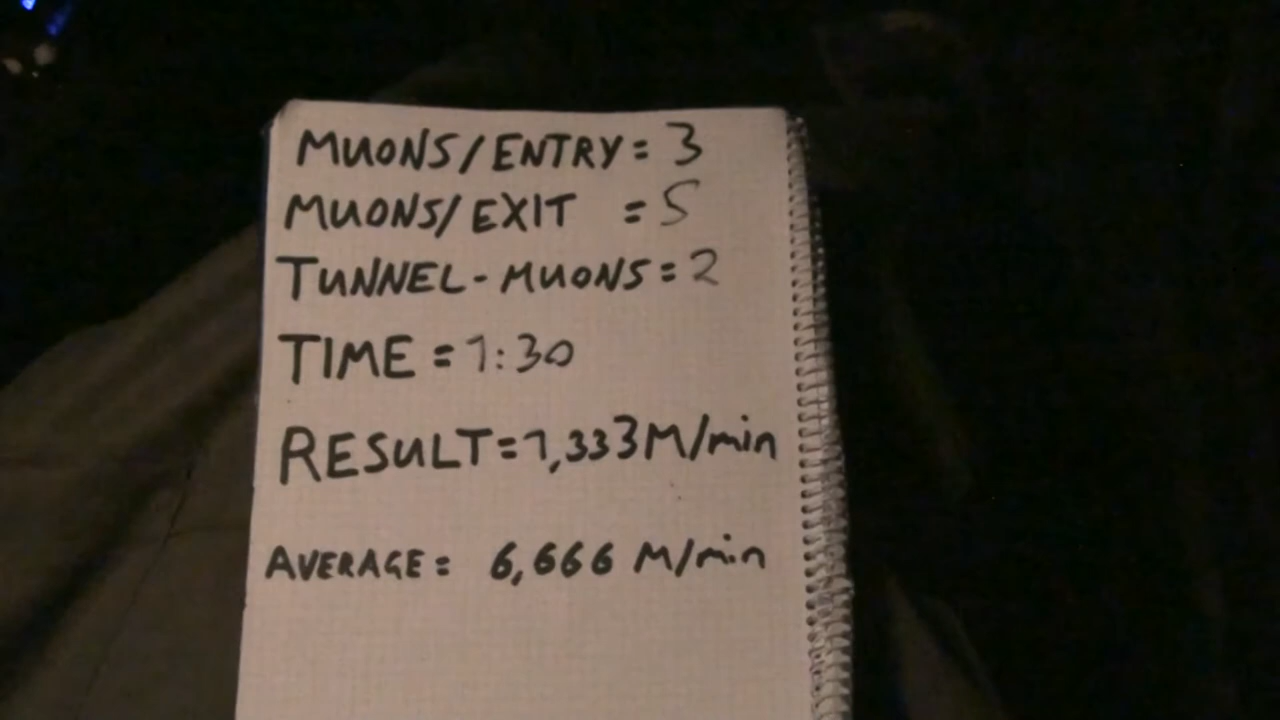 MUONS/ENTRY = 3
MUONS/EXIT = 5
TUNNEL-MUONS = 2
TIME = 1:30
RESULT = 1,333 M/min
AVERAGE: 6,666 M/min